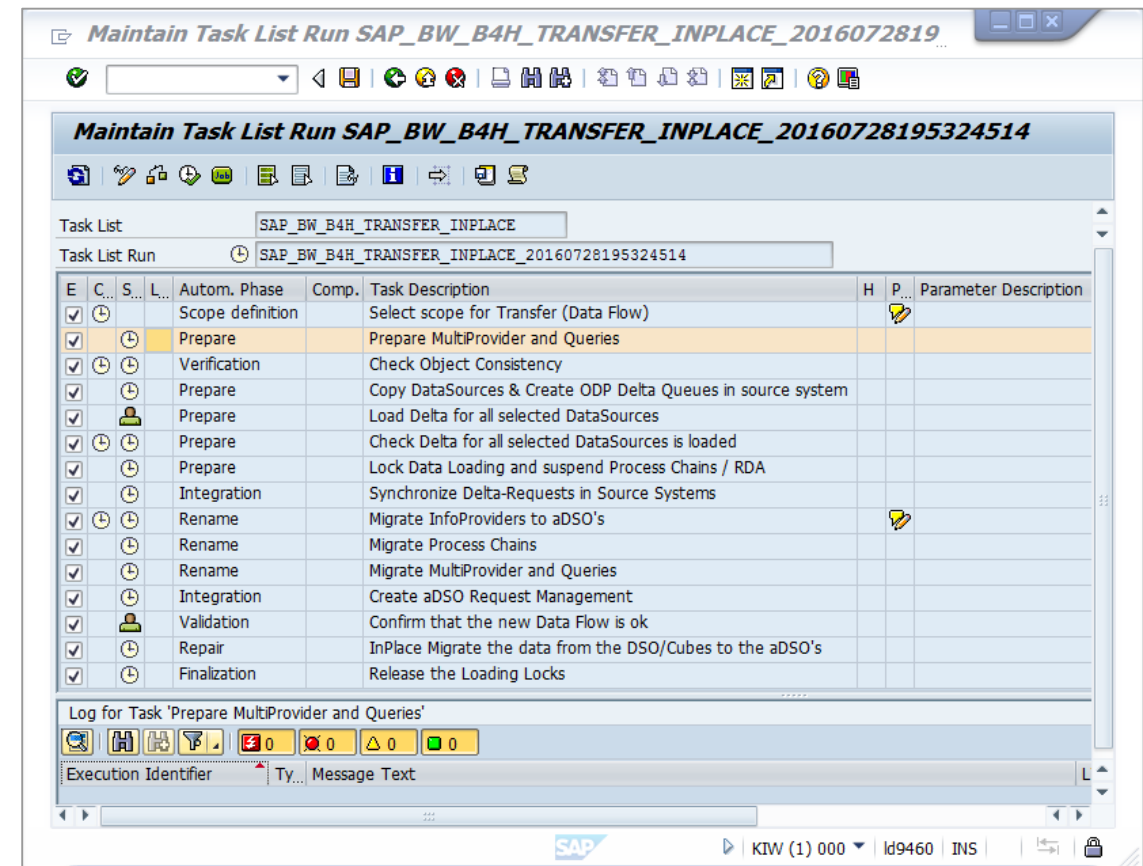 Maintain Task List Run SAP_BW_B4H_TRANSFER_INPLACE_2016072819...
Maintain Task List Run SAP_BW_B4H_TRANSFER_INPLACE_20160728195324514
Job
Task List SAP_BW_B4H_TRANSFER_INPLACE
Task List Run SAP_BW_B4H_TRANSFER_INPLACE_20160728195324514
E C... S... L... Autom. Phase Comp. Task Description H P... Parameter Description
Scope definition Select scope for Transfer (Data Flow)
Prepare Prepare MultiProvider and Queries
Verification Check Object Consistency
Prepare Copy DataSources & Create ODP Delta Queues in source system
Prepare Load Delta for all selected DataSources
Prepare Check Delta for all selected DataSources is loaded
Prepare Lock Data Loading and suspend Process Chains / RDA
Integration Synchronize Delta-Requests in Source Systems
Rename Migrate InfoProviders to aDSO's
Rename Migrate Process Chains
Rename Migrate MultiProvider and Queries
Integration Create aDSO Request Management
Validation Confirm that the new Data Flow is ok
Repair InPlace Migrate the data from the DSO/Cubes to the aDSO's
Finalization Release the Loading Locks
Log for Task 'Prepare MultiProvider and Queries'
0 0 0 0
Execution Identifier Ty... Message Text L
SAP KIW (1) 000 ld9460 INS